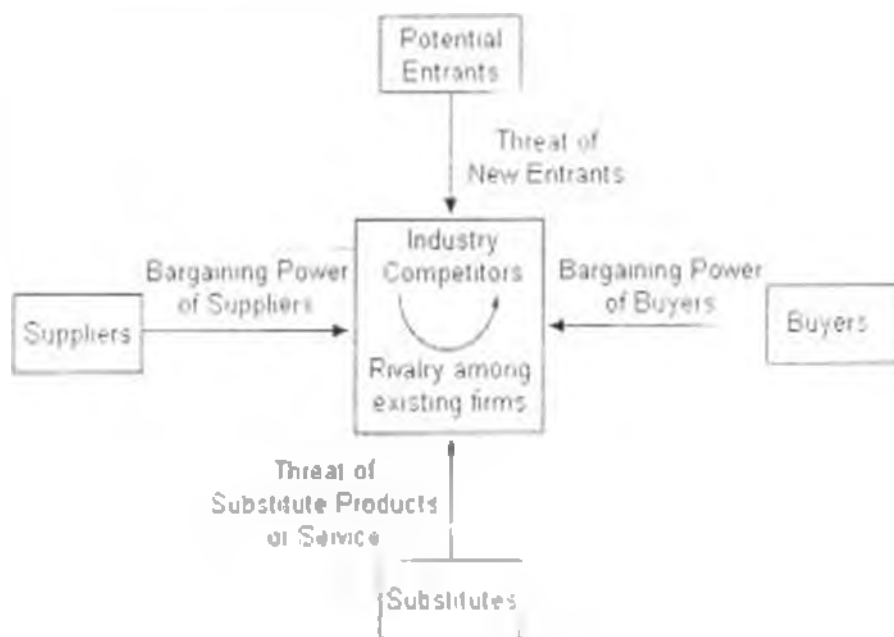 Potential
Entrants
Threat of
New Entrants
Industry
Competitors
Bargaining Power
of Suppliers
Bargaining Power
of Buyers
Suppliers
Buyers
Rivalry among
existing firms
Threat of
Substitute Products
or Service
Substitutes